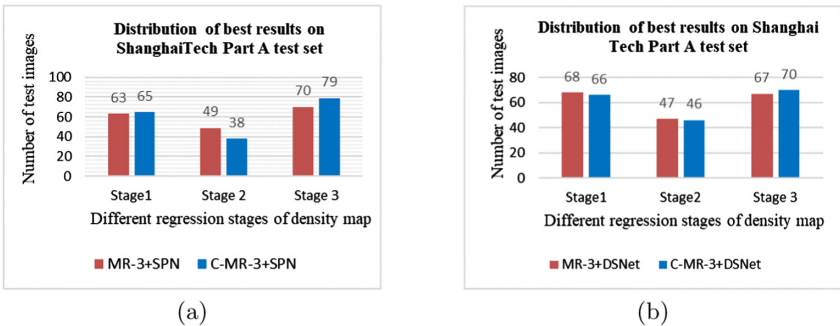 Distribution of best results on
ShanghaiTech Part A test set
Number of test images
100
80
60
40
20
0
63
65
49
38
70
79
Stage1
Stage 2
Stage 3
Different regression stages of density map
MR-3+SPN
C-MR-3+SPN
(a)
Distribution of best results on Shanghai
Tech Part A test set
Number of test images
80
60
40
20
0
68
66
47
46
67
70
Stage1
Stage2
Stage 3
Different regression stages of density map
MR-3+DSNet
C-MR-3+DSNet
(b)